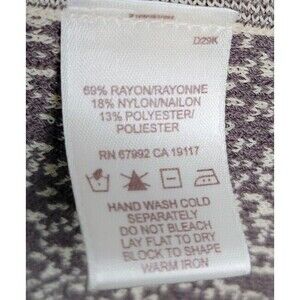 D29K
69% RAYON/RAYONNE
18% NYLON/NAILON
13% POLYESTER/
POLIESTER
RN 67992 CA 19117
HAND WASH COLD
SEPARATELY
DO NOT BLEACH
LAY FLAT TO DRY
BLOCK TO SHAPE
WARM IRON